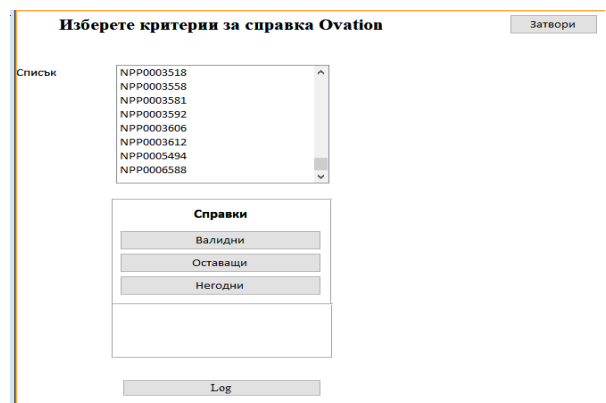 Изберете критерии за справка Ovation
Затвори
Списък
NPP0003518
NPP0003558
NPP0003581
NPP0003592
NPP0003606
NPP0003612
NPP0005494
NPP0006588
Справки
Валидни
Оставащи
Негодни
Log